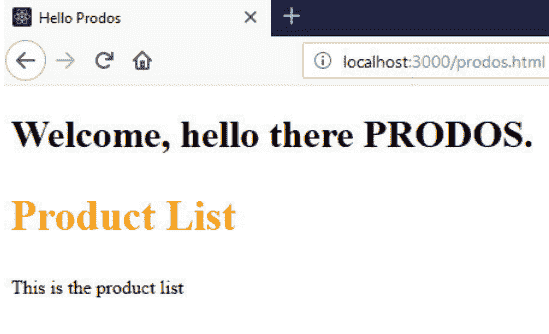 Hello Prodos
localhost:3000/prodos.html
Welcome, hello there PRODOS.
Product List
This is the product list